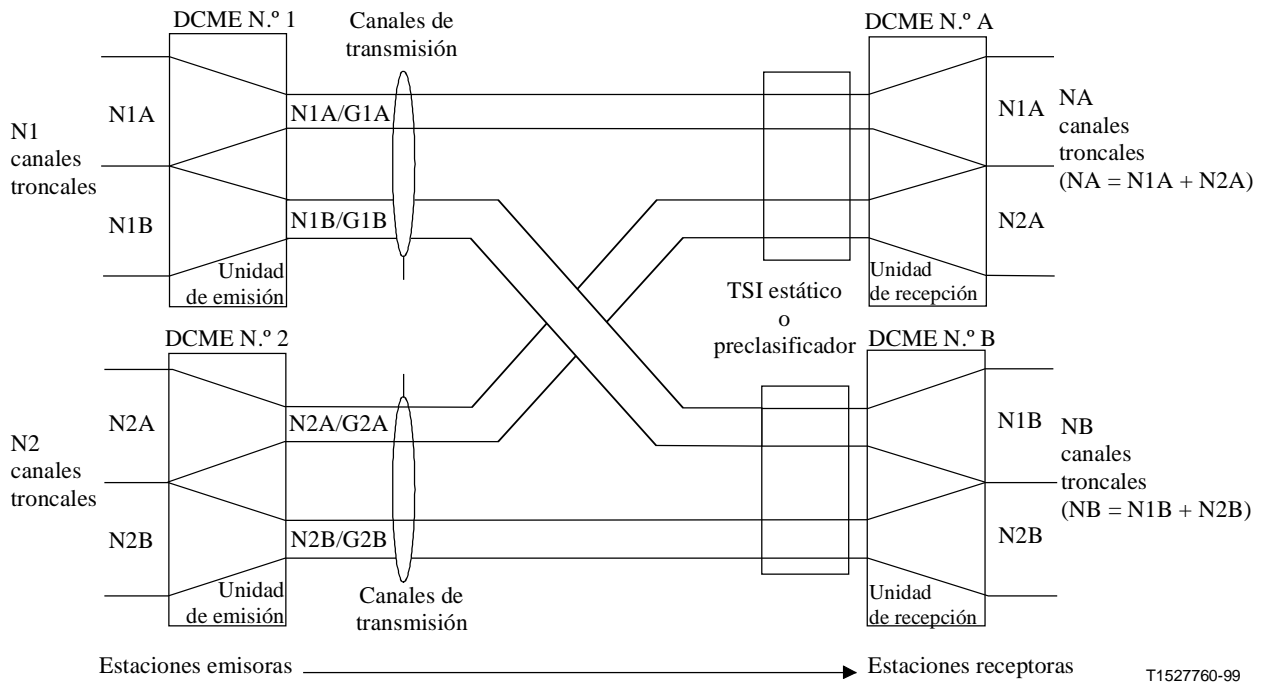 DCME N.º 1
Canales de
transmisión
DCME N.º A
N1
canales
troncales
N1A
N1B
N1A/G1A
N1B/G1B
Unidad
de emisión
TSI estático
o
preclasificador
N1A
N2A
Unidad
de recepción
NA
canales
troncales
(NA = N1A + N2A)
DCME N.º 2
DCME N.º B
N2
canales
troncales
N2A
N2B
N2A/G2A
N2B/G2B
Unidad
de emisión
Canales de
transmisión
N1B
N2B
Unidad
de recepción
NB
canales
troncales
(NB = N1B + N2B)
Estaciones emisoras
Estaciones receptoras
T1527760-99